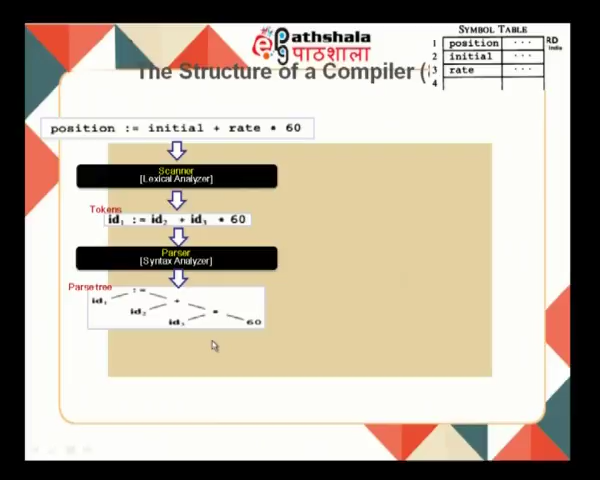 Pathshala
पाठशाला
SYMBOL TABLE
1 position ...
2 initial ...
3 rate ...
4
The Structure of a Compiler (
position := initial + rate * 60
Scanner
[Lexical Analyzer]
Tokens
id₁ := id₂ + id₃ * 60
Parser
[Syntax Analyzer]
Parse tree
:=
id₁ +
id₂ *
id₃ 60